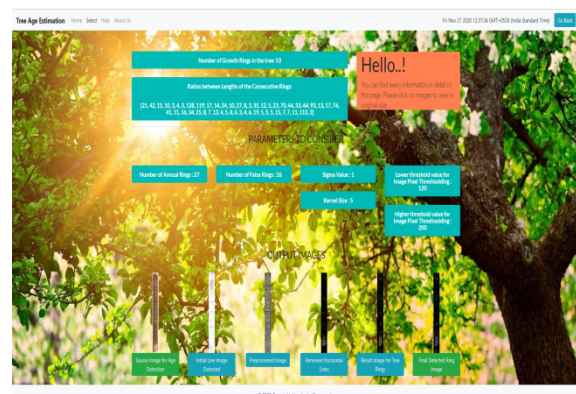 Tree Age Estimation Home Select Help About Us
Fri Nov 27 2020 12:37:34 GMT+0530 (India Standard Time) Go Back
Number of Growth Rings in the tree: 53
Hello..!
You can find every information in detail in
this page. Please click on images to view in
original size.
Ratios between Lengths of the Consecutive Rings:
PARAMETERS TO CONSIDER
Number of Annual Rings : 27
Number of False Rings : 26
Sigma Value : 1
Lower threshold value for
Image Pixel Thresholding :
120
Kernel Size : 5
Higher threshold value for
Image Pixel Thresholding :
200
OUTPUT IMAGES
Source Image for Age
Detection
Initial Line Image
Detected
Preprocessed Image
Removed Horizontal
Lines
Result Image for Tree
Rings
Final Detected Ring
Image